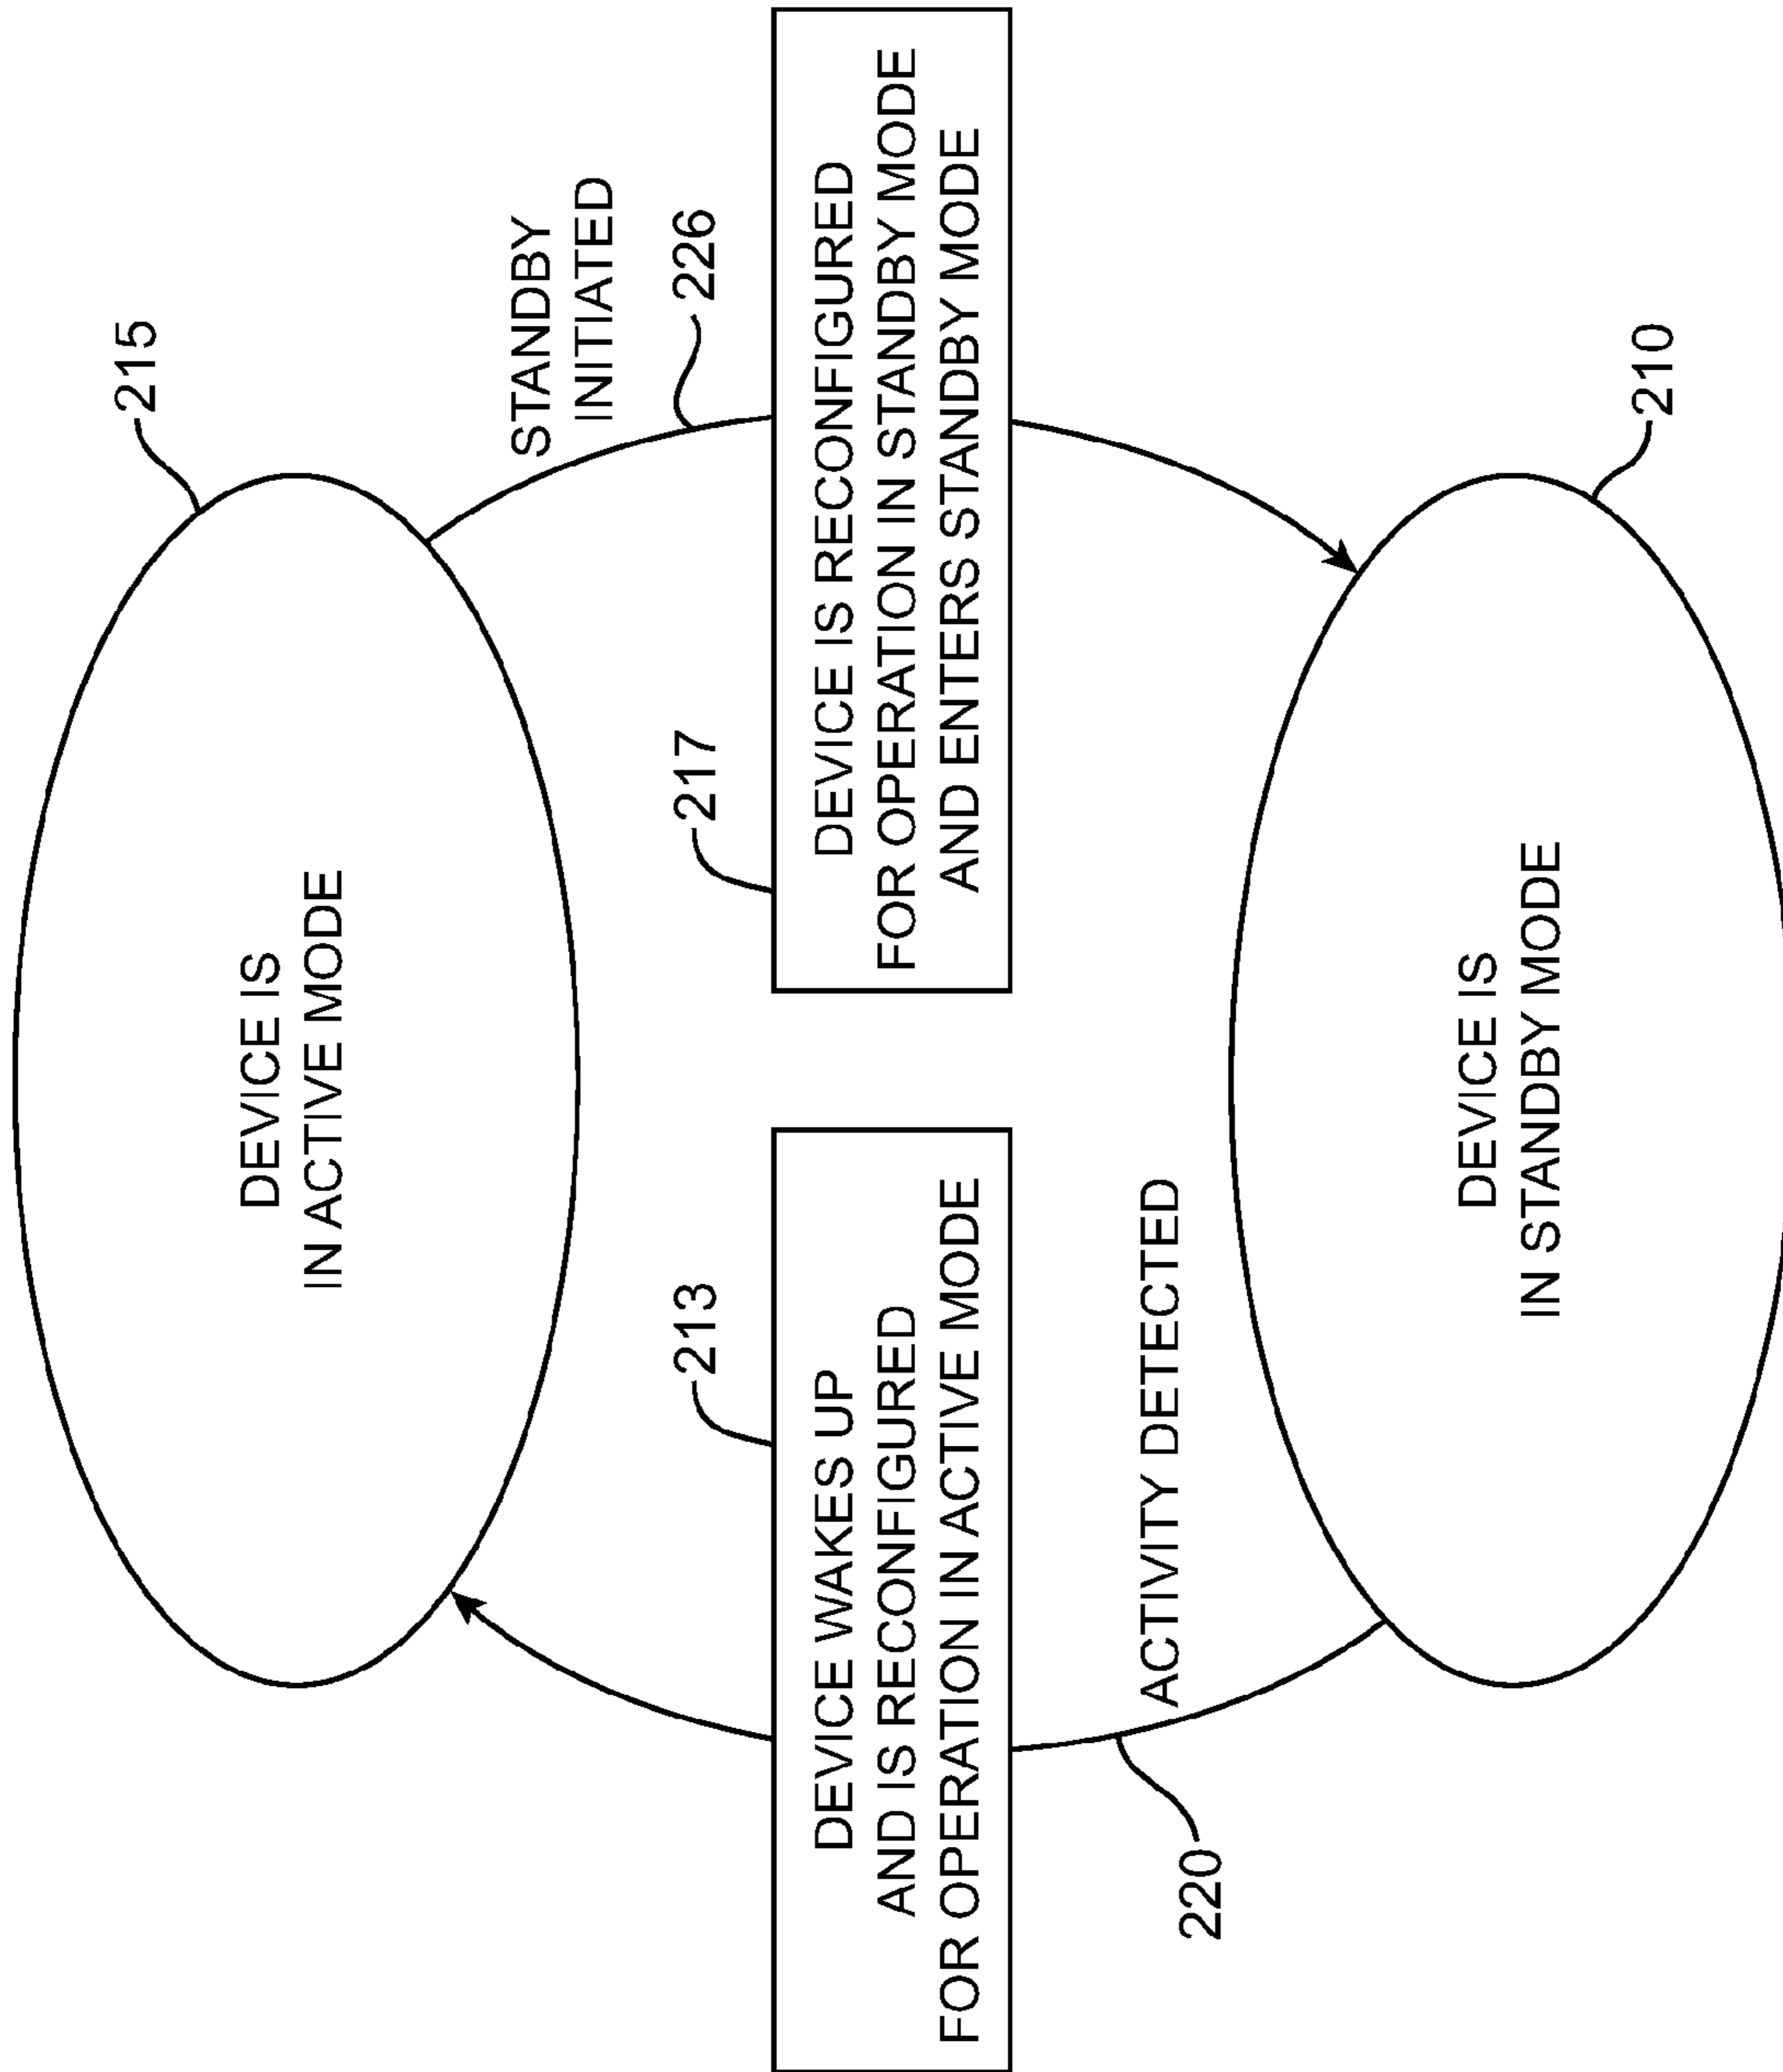 215
DEVICE IS
IN ACTIVE MODE
STANDBY
INITIATED
226
213
217
DEVICE WAKES UP
AND IS RECONFIGURED
FOR OPERATION IN ACTIVE MODE
DEVICE IS RECONFIGURED
FOR OPERATION IN STANDBY MODE
AND ENTERS STANDBY MODE
ACTIVITY DETECTED
220
DEVICE IS
IN STANDBY MODE
210